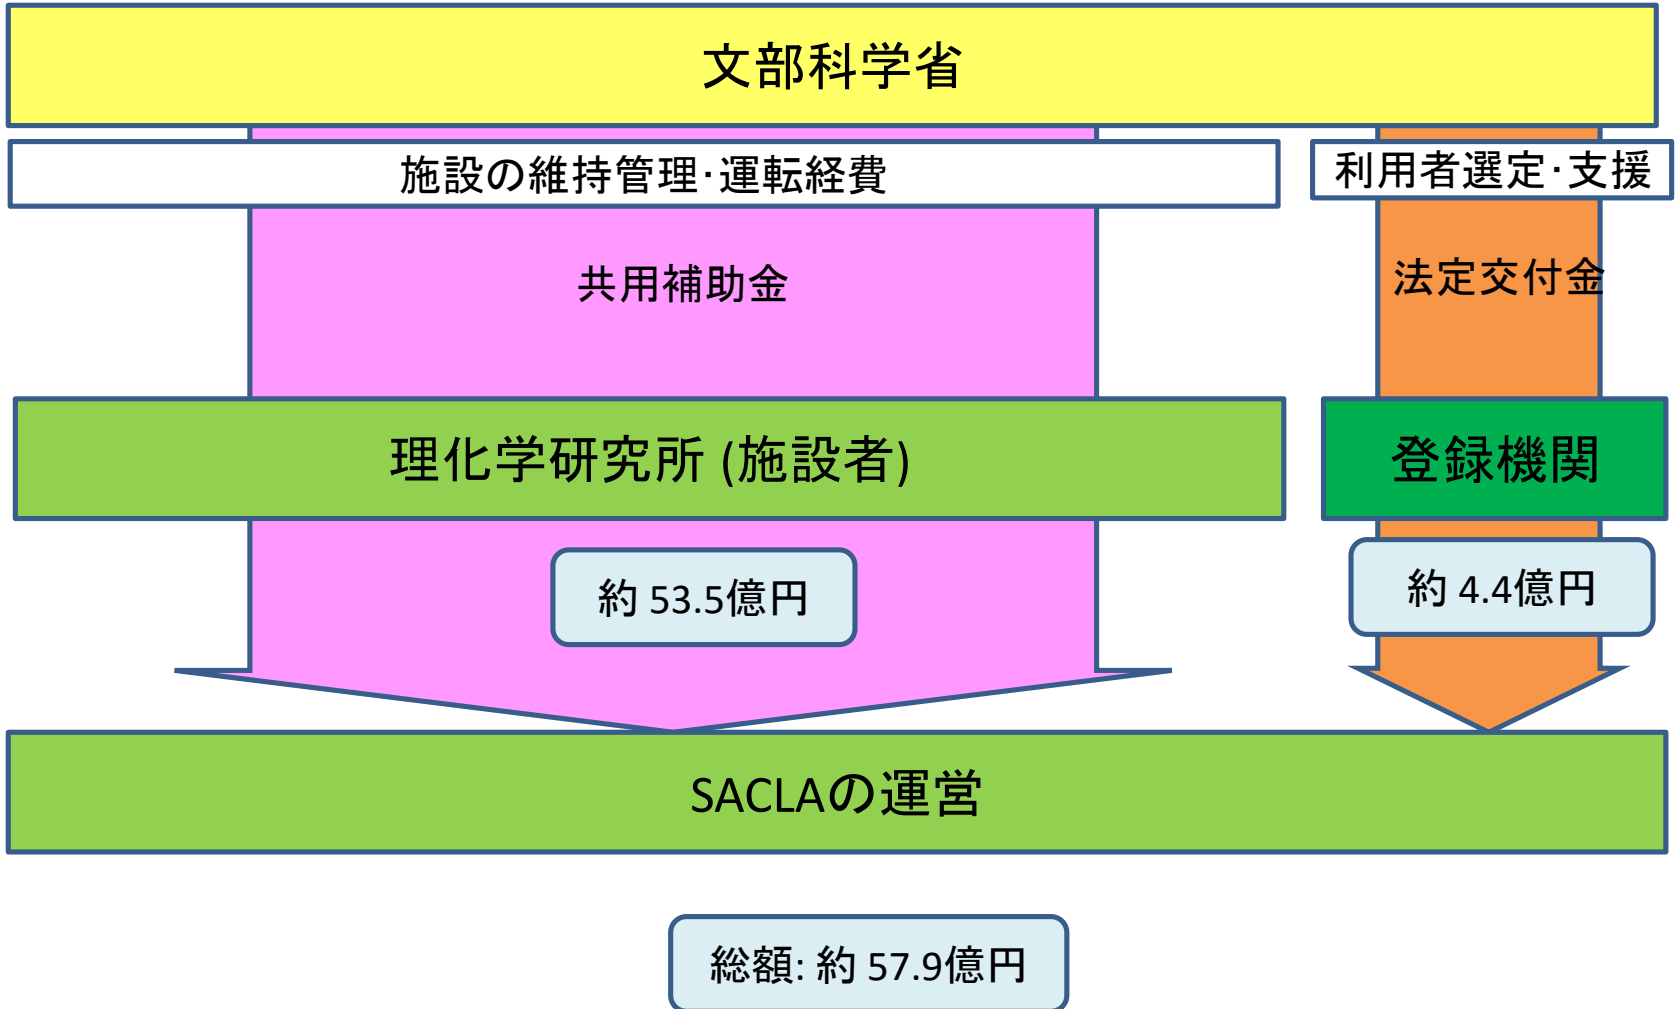 文部科学省
施設の維持管理･運転経費
利用者選定･支援
共用補助金
法定交付金
理化学研究所 (施設者)
登録機関
約 53.5億円
約 4.4億円
SACLAの運営
総額: 約 57.9億円